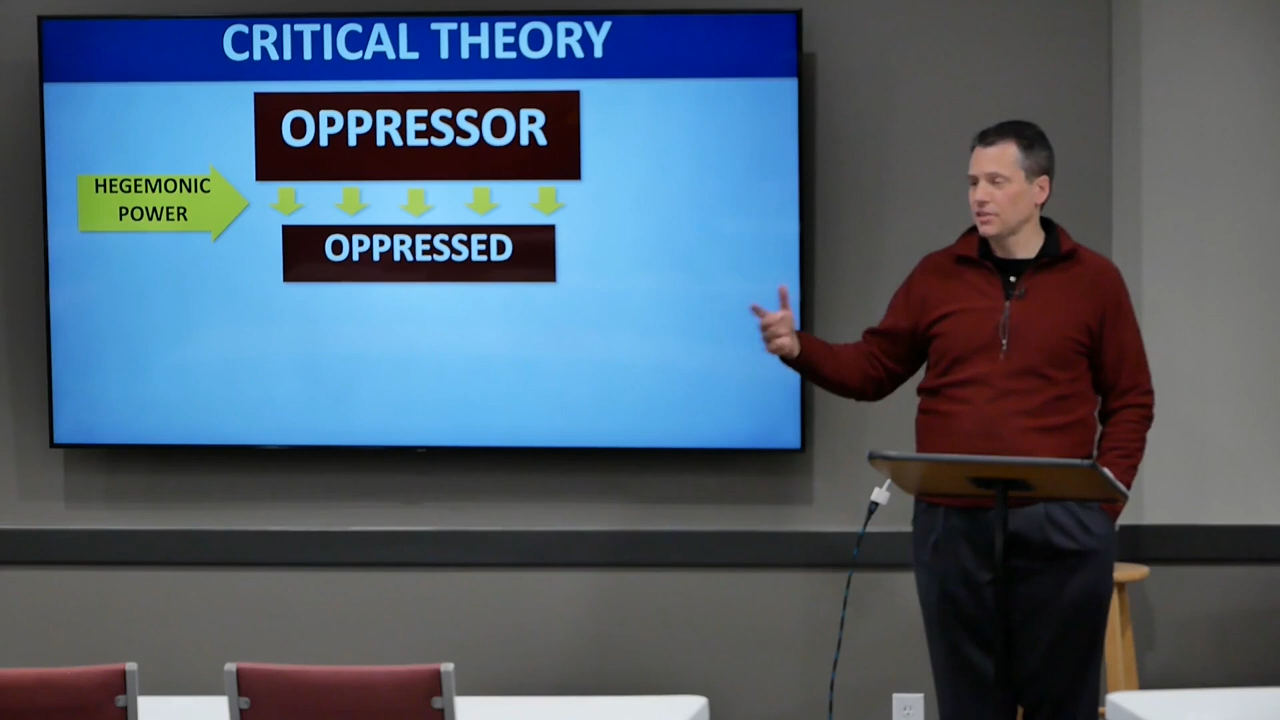 CRITICAL THEORY
OPPRESSOR
HEGEMONIC
POWER
OPPRESSED